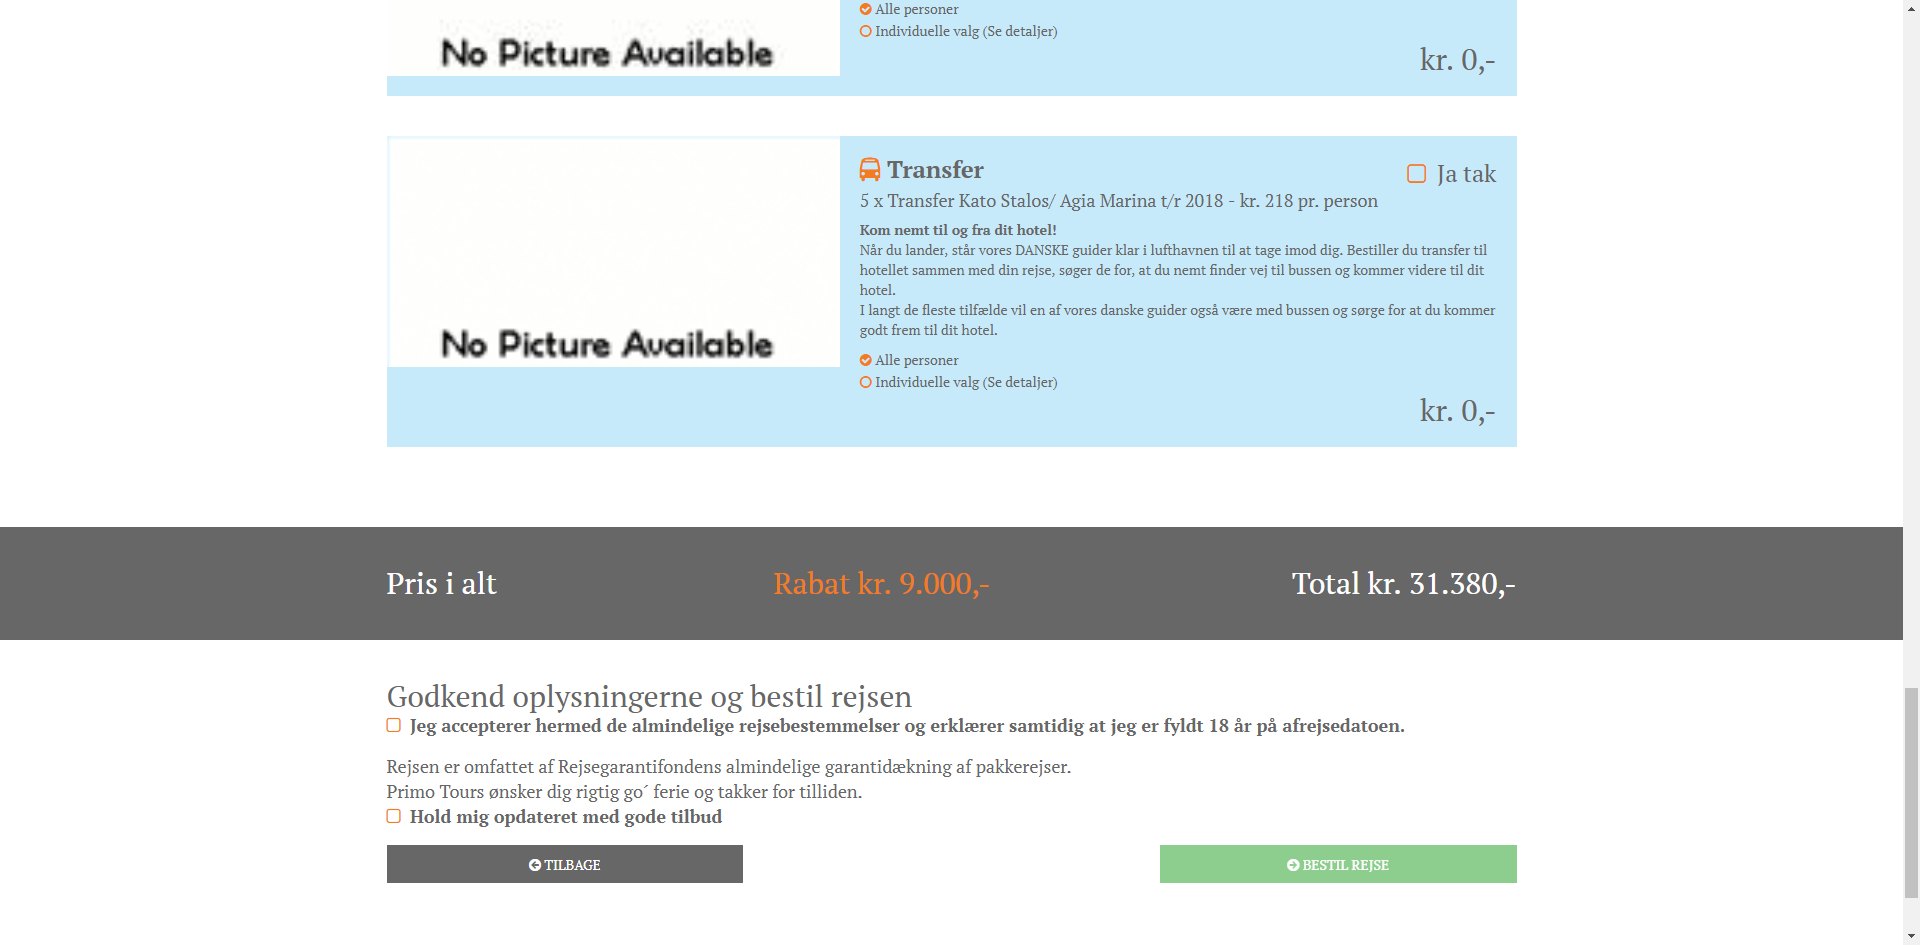 Alle personer
Individuelle valg (Se detaljer)
No Picture Available
kr. 0,-
Transfer
Ja tak
5 x Transfer Kato Stalos/ Agia Marina t/r 2018 - kr. 218 pr. person
Kom nemt til og fra dit hotel!
Når du lander, står vores DANSKE guider klar i lufthavnen til at tage imod dig. Bestiller du transfer til
hotellet sammen med din rejse, søger de for, at du nemt finder vej til bussen og kommer videre til dit
hotel.
I langt de fleste tilfælde vil en af vores danske guider også være med bussen og sørge for at du kommer
godt frem til dit hotel.
No Picture Available
Alle personer
Individuelle valg (Se detaljer)
kr. 0,-
Pris i alt
Rabat kr. 9.000,-
Total kr. 31.380,-
Godkend oplysningerne og bestil rejsen
Jeg accepterer hermed de almindelige rejsebestemmelser og erklærer samtidig at jeg er fyldt 18 år på afrejsedatoen.
Rejsen er omfattet af Rejsegarantifondens almindelige garantidækning af pakkerejser.
Primo Tours ønsker dig rigtig go´ ferie og takker for tilliden.
Hold mig opdateret med gode tilbud
TILBAGE
BESTIL REJSE